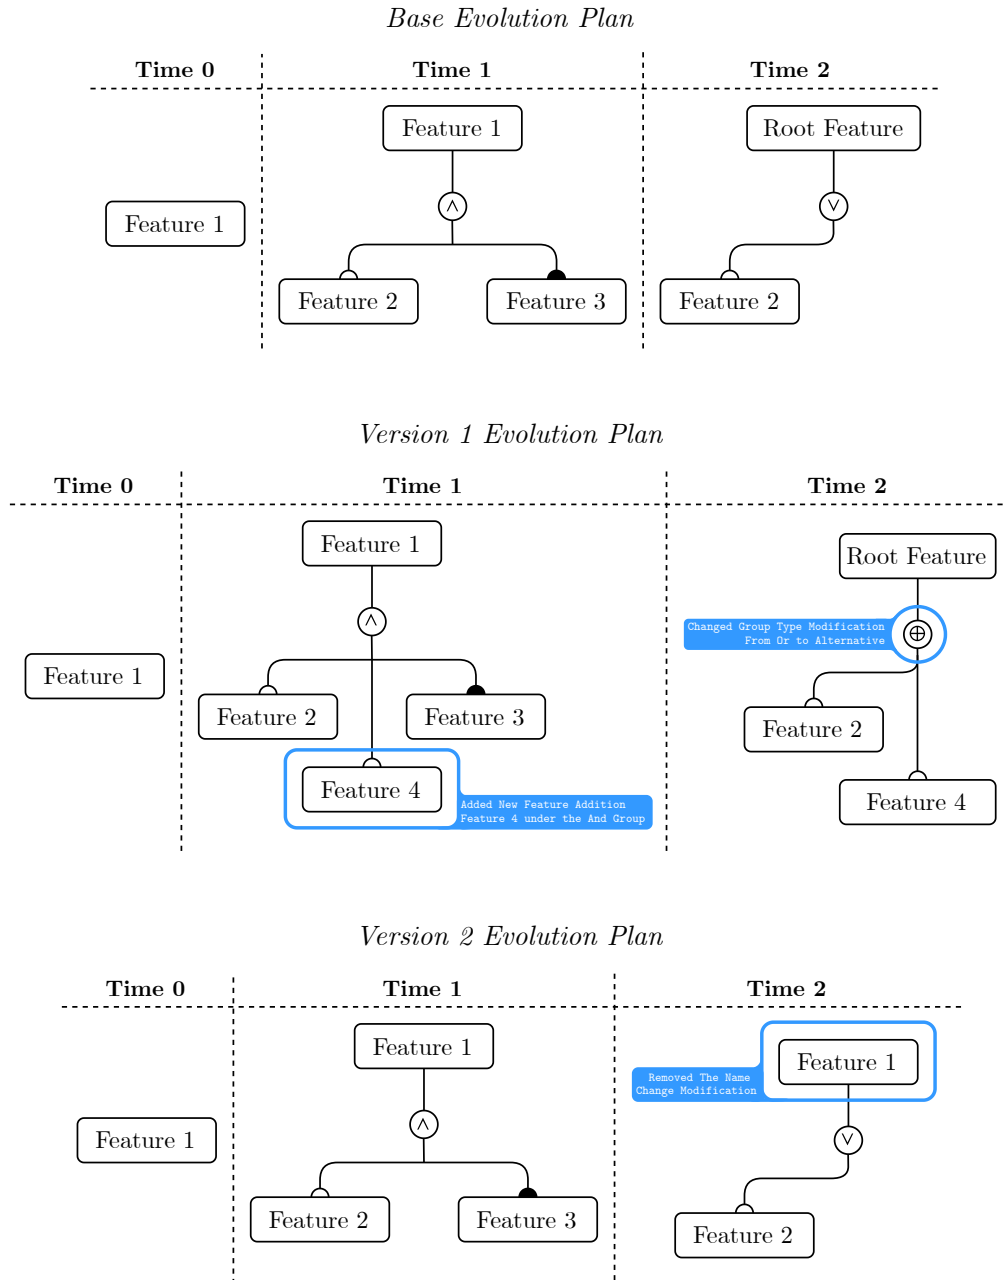 Base Evolution Plan
Time 0
Time 1
Time 2
Feature 1
Root Feature
∧
∨
Feature 1
Feature 2
Feature 3
Feature 2
Version 1 Evolution Plan
Time 0
Time 1
Time 2
Feature 1
Root Feature
∧
Changed Group Type Modification
From Or to Alternative
⊕
Feature 1
Feature 2
Feature 3
Feature 2
Feature 4
Added New Feature Addition
Feature 4 under the And Group
Feature 4
Version 2 Evolution Plan
Time 0
Time 1
Time 2
Feature 1
Feature 1
Removed The Name
Change Modification
∧
∨
Feature 1
Feature 2
Feature 3
Feature 2